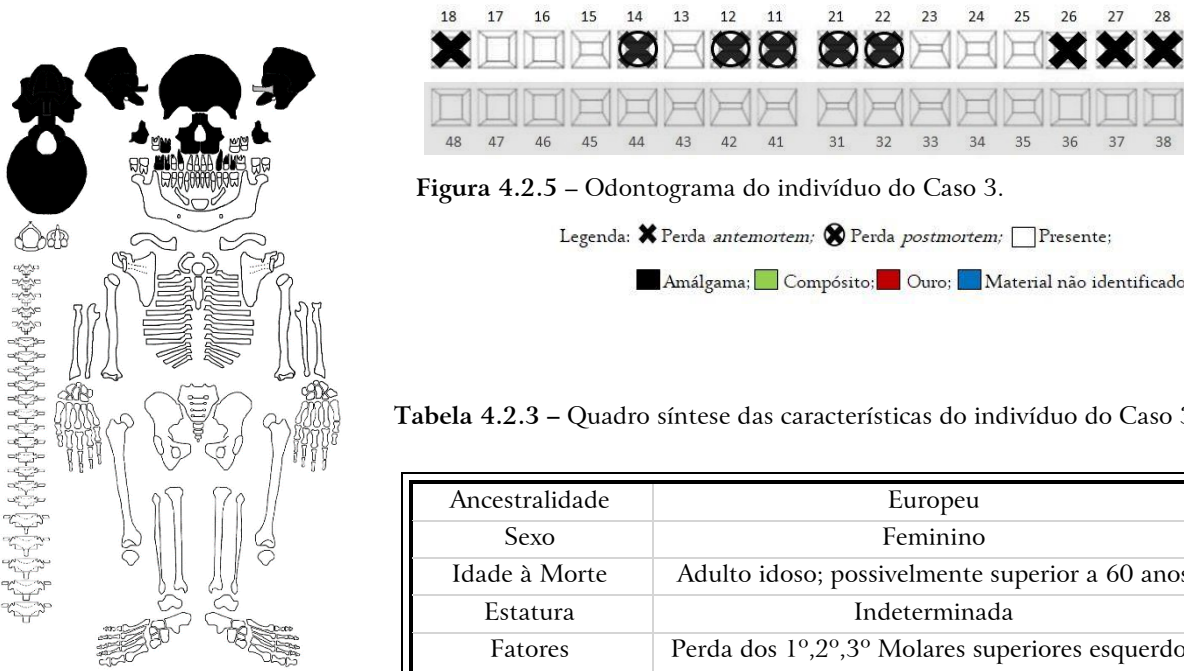 18 17 16 15 14 13 12 11 21 22 23 24 25 26 27 28
48 47 46 45 44 43 42 41 31 32 33 34 35 36 37 38
Figura 4.2.5 – Odontograma do indivíduo do Caso 3.
Legenda: Perda antemortem; Perda postmortem; Presente;
Amálgama; Compósito; Ouro; Material não identificado
Tabela 4.2.3 – Quadro síntese das características do indivíduo do Caso 3
Ancestralidade Europeu
Sexo Feminino
Idade à Morte Adulto idoso; possivelmente superior a 60 anos
Estatura Indeterminada
Fatores Perda dos 1º,2º,3º Molares superiores esquerdo